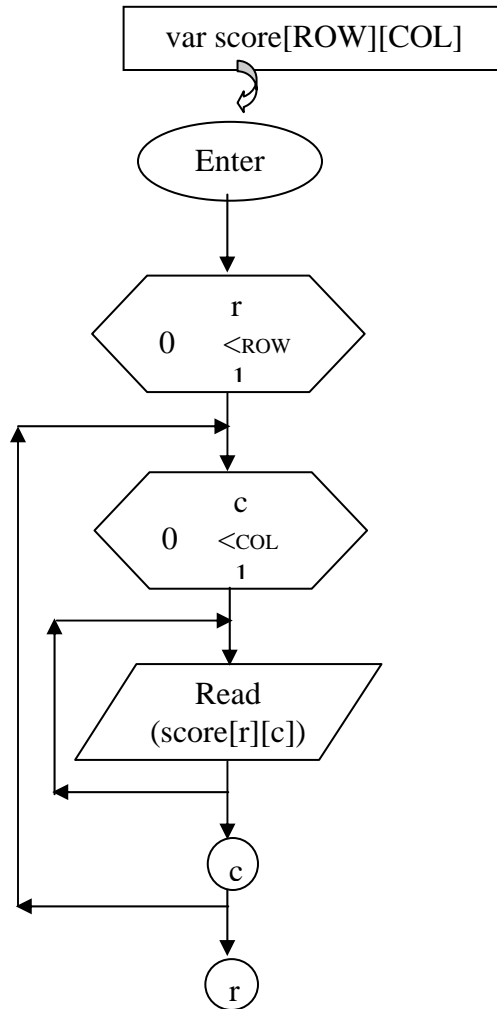 var score[ROW][COL]
Enter
r
0 <ROW
1
c
0 <COL
1
Read
(score[r][c])
c
r